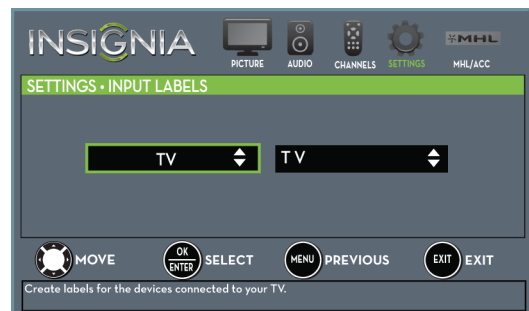 INSIGNIA
PICTURE AUDIO CHANNELS SETTINGS MHL MHL/ACC
SETTINGS • INPUT LABELS
TV TV
MOVE OK ENTER SELECT MENU PREVIOUS EXIT EXIT
Create labels for the devices connected to your TV.